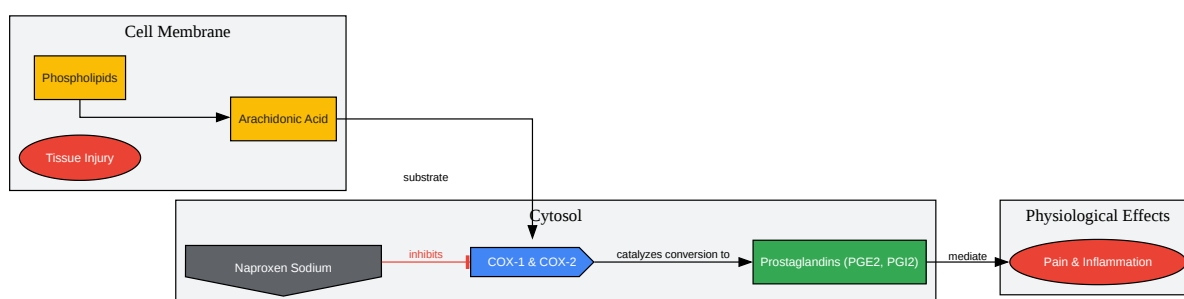 Cell Membrane
Phospholipids
Arachidonic Acid
Tissue Injury
substrate
Cytosol
Naproxen Sodium
inhibits
COX-1 & COX-2
catalyzes conversion to
Prostaglandins (PGE2, PGI2)
mediate
Physiological Effects
Pain & Inflammation